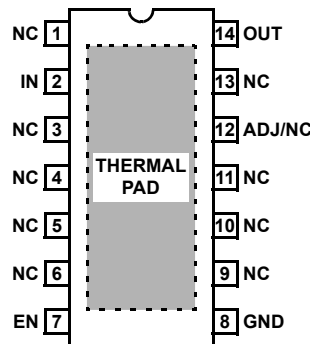 NC 1 14 OUT
IN 2 13 NC
NC 3 12 ADJ/NC
NC 4 THERMAL 11 NC
PAD
NC 5 10 NC
NC 6 9 NC
EN 7 8 GND